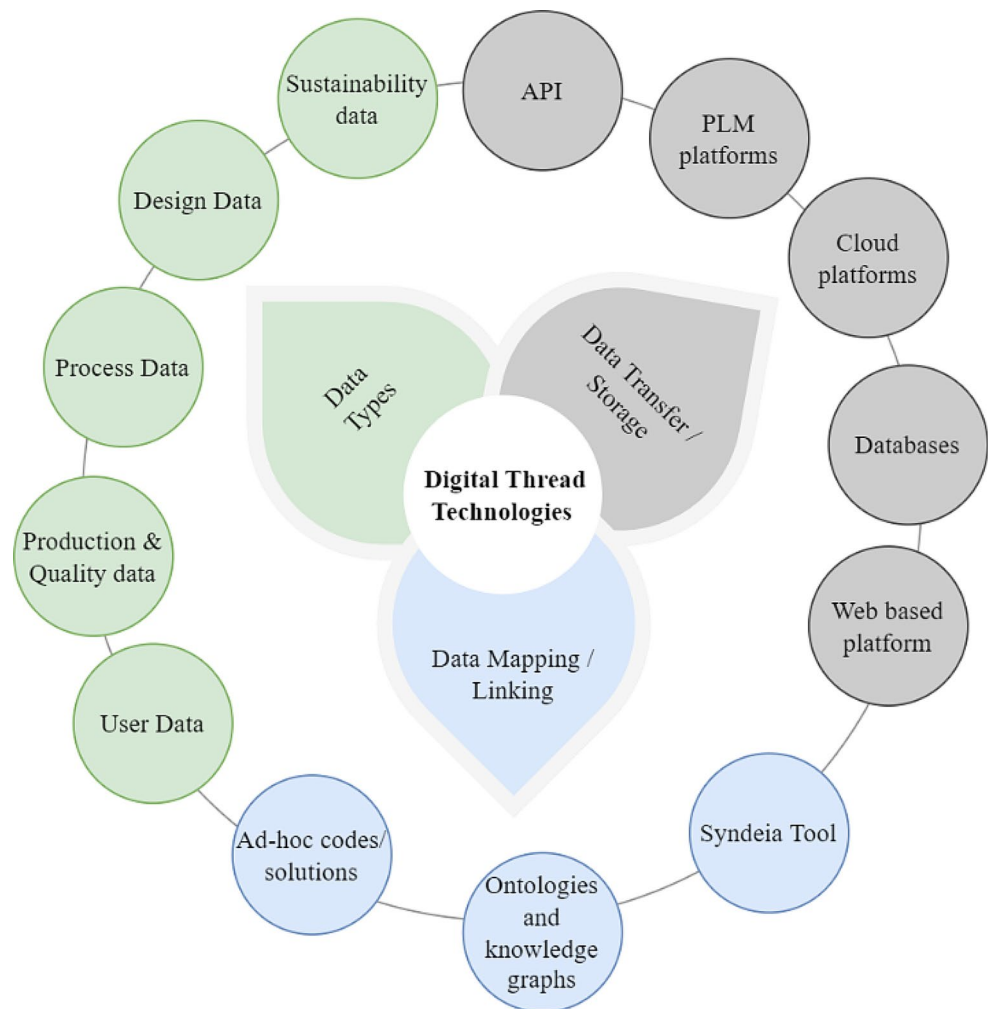 Sustainability
data
API
PLM
platforms
Cloud
platforms
Databases
Web based
platform
Syndeia Tool
Ontologies
and
knowledge
graphs
Ad-hoc codes/
solutions
User Data
Production &
Quality data
Process Data
Design Data
Data
Types
Data Transfer /
Storage
Digital Thread
Technologies
Data Mapping /
Linking